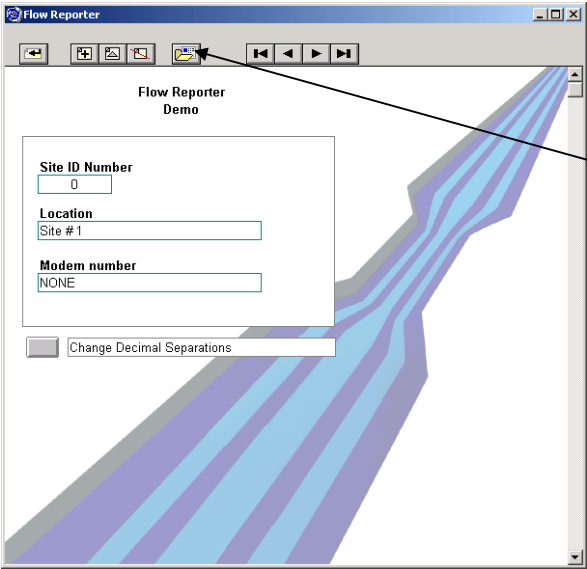 Flow Reporter
Flow Reporter
Demo
Site ID Number
0
Location
Site #1
Modem number
NONE
Change Decimal Separations